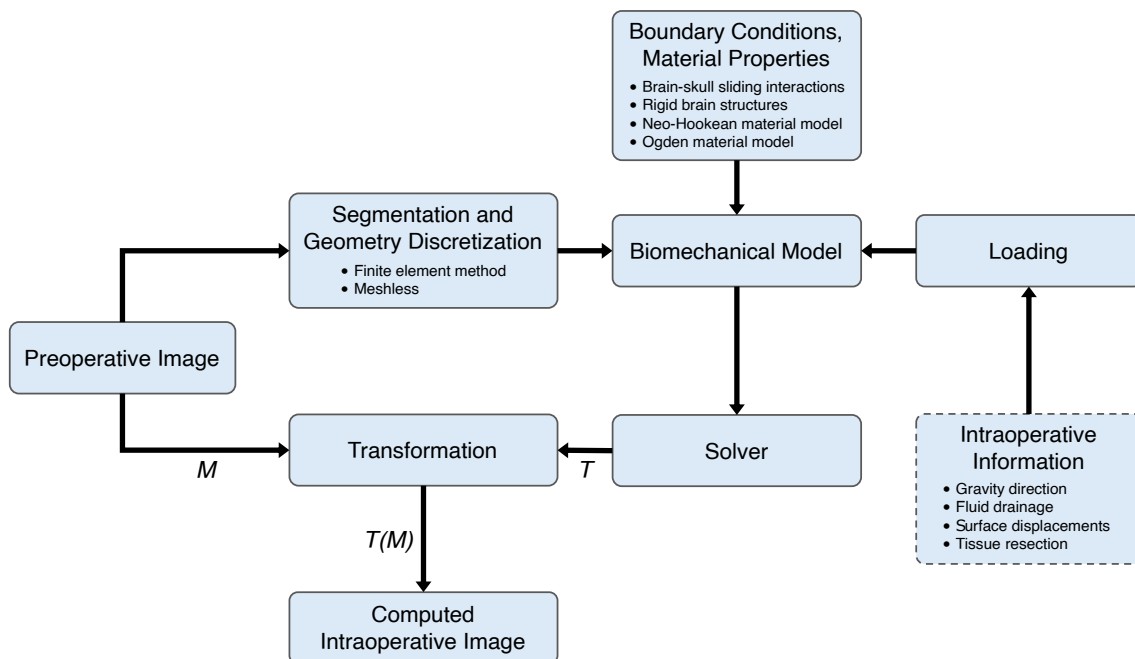 Boundary Conditions,
Material Properties
• Brain-skull sliding interactions
• Rigid brain structures
• Neo-Hookean material model
• Ogden material model
Segmentation and
Geometry Discretization
• Finite element method
• Meshless
Biomechanical Model
Loading
Preoperative Image
Transformation
Solver
M
T
Intraoperative
Information
• Gravity direction
• Fluid drainage
• Surface displacements
• Tissue resection
T(M)
Computed
Intraoperative Image